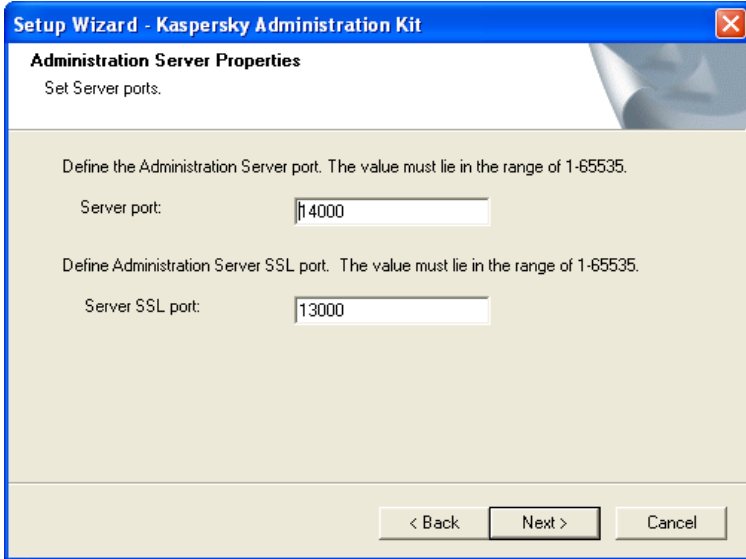 Setup Wizard - Kaspersky Administration Kit
Administration Server Properties
Set Server ports.
Define the Administration Server port. The value must lie in the range of 1-65535.
Server port: 14000
Define Administration Server SSL port. The value must lie in the range of 1-65535.
Server SSL port: 13000
< Back Next > Cancel